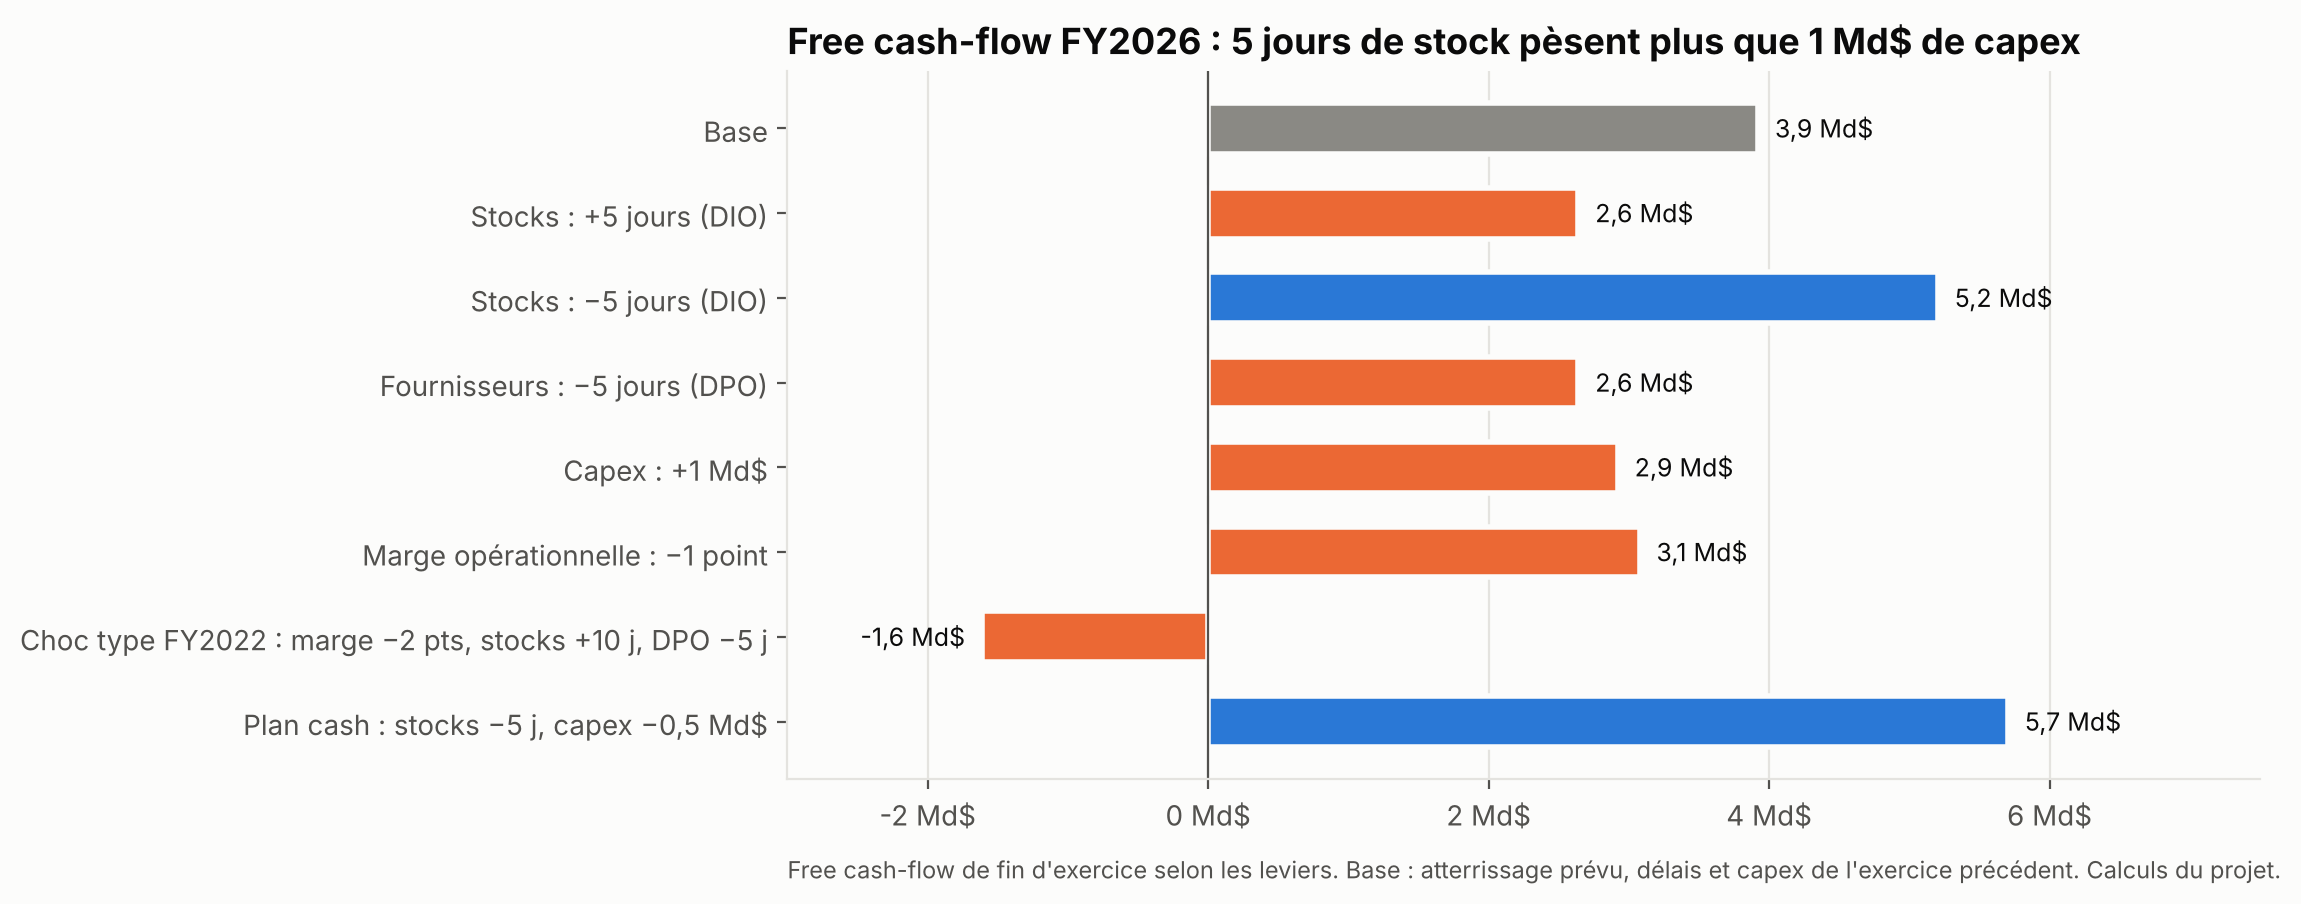 Free cash-flow FY2026 : 5 jours de stock pèsent plus que 1 Md$ de capex
Base
3,9 Md$
Stocks : +5 jours (DIO)
2,6 Md$
Stocks : −5 jours (DIO)
5,2 Md$
Fournisseurs : −5 jours (DPO)
2,6 Md$
Capex : +1 Md$
2,9 Md$
Marge opérationnelle : −1 point
3,1 Md$
Choc type FY2022 : marge −2 pts, stocks +10 j, DPO −5 j
-1,6 Md$
Plan cash : stocks −5 j, capex −0,5 Md$
5,7 Md$
-2 Md$
0 Md$
2 Md$
4 Md$
6 Md$
Free cash-flow de fin d'exercice selon les leviers. Base : atterrissage prévu, délais et capex de l'exercice précédent. Calculs du projet.